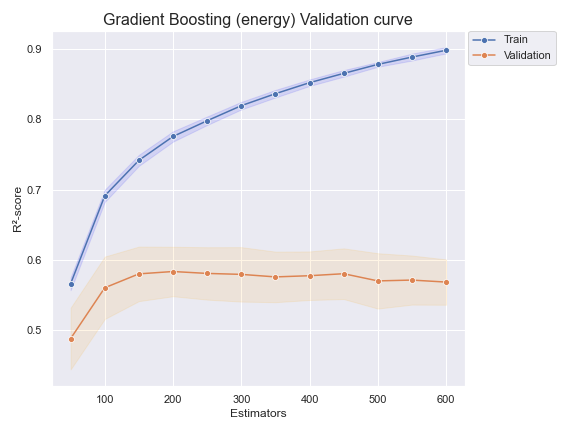 Gradient Boosting (energy) Validation curve
Train
Validation
0.9
0.8
0.7
0.6
0.5
R²-score
100 200 300 400 500 600
Estimators